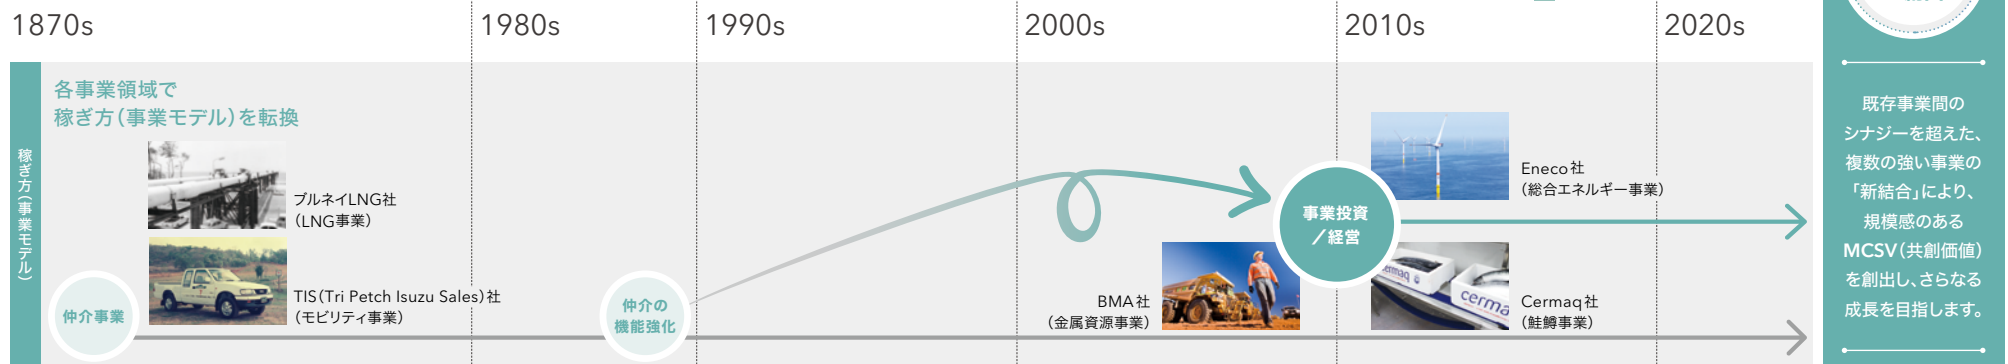 1870s
1980s
1990s
2000s
2010s
2020s
稼ぎ方（事業モデル）
各事業領域で
稼ぎ方（事業モデル）を転換
ブルネイLNG社
（LNG事業）
TIS（Tri Petch Isuzu Sales）社
（モビリティ事業）
仲介事業
仲介の
機能強化
BMA社
（金属資源事業）
事業投資
／経営
Eneco社
（総合エネルギー事業）
cermaq
Cermaq社
（鮭鱒事業）
既存事業間の
シナジーを超えた、
複数の強い事業の
「新結合」により、
規模感のある
MCSV（共創価値）
を創出し、さらなる
成長を目指します。